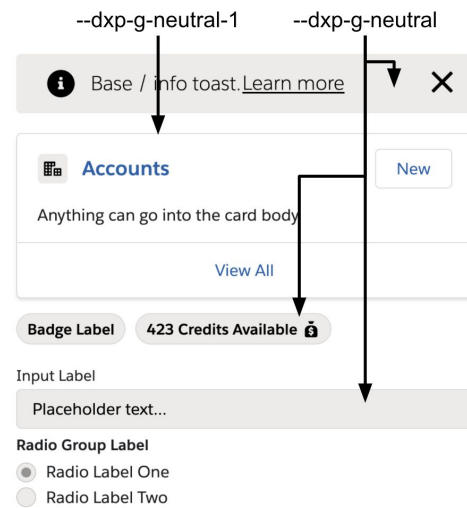 --dxp-g-neutral-1 --dxp-g-neutral
Base / info toast. Learn more
Accounts New
Anything can go into the card body
View All
Badge Label 423 Credits Available
Input Label
Placeholder text...
Radio Group Label
Radio Label One
Radio Label Two